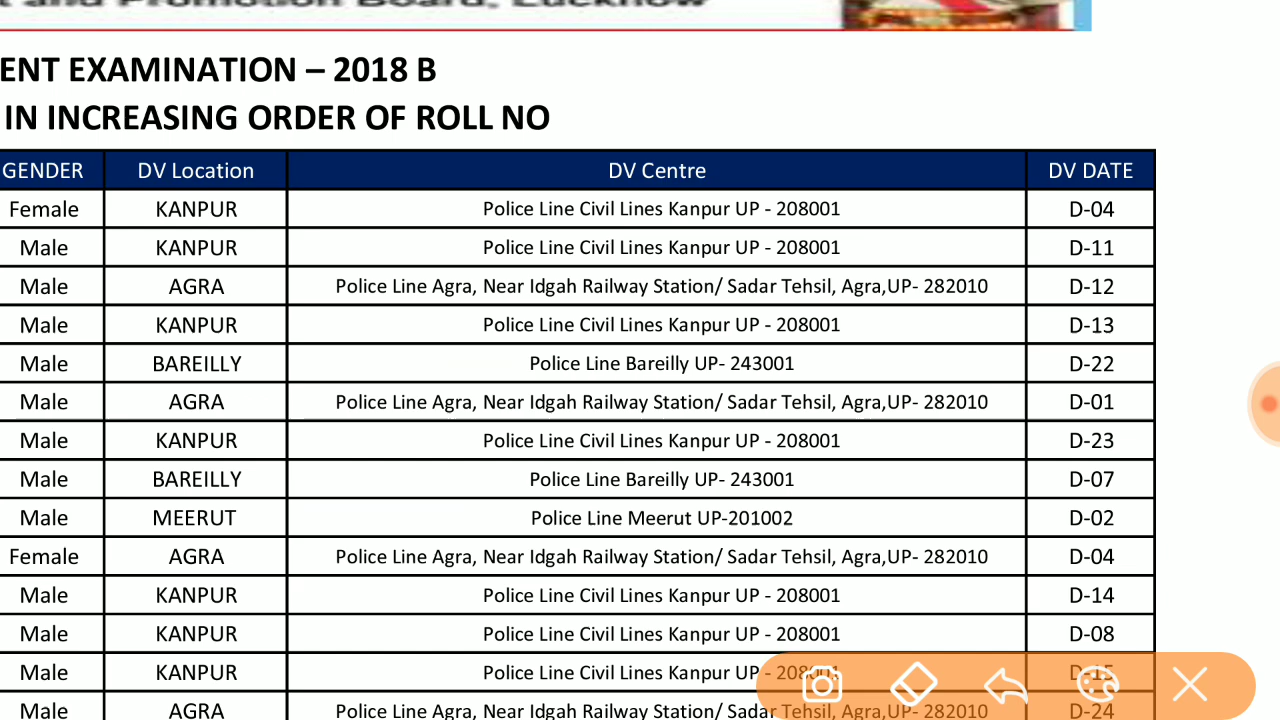 t and Promotion Board, Lucknow
ENT EXAMINATION – 2018 B
IN INCREASING ORDER OF ROLL NO
GENDER DV Location DV Centre DV DATE
Female KANPUR Police Line Civil Lines Kanpur UP - 208001 D-04
Male KANPUR Police Line Civil Lines Kanpur UP - 208001 D-11
Male AGRA Police Line Agra, Near Idgah Railway Station/ Sadar Tehsil, Agra,UP- 282010 D-12
Male KANPUR Police Line Civil Lines Kanpur UP - 208001 D-13
Male BAREILLY Police Line Bareilly UP- 243001 D-22
Male AGRA Police Line Agra, Near Idgah Railway Station/ Sadar Tehsil, Agra,UP- 282010 D-01
Male KANPUR Police Line Civil Lines Kanpur UP - 208001 D-23
Male BAREILLY Police Line Bareilly UP- 243001 D-07
Male MEERUT Police Line Meerut UP-201002 D-02
Female AGRA Police Line Agra, Near Idgah Railway Station/ Sadar Tehsil, Agra,UP- 282010 D-04
Male KANPUR Police Line Civil Lines Kanpur UP - 208001 D-14
Male KANPUR Police Line Civil Lines Kanpur UP - 208001 D-08
Male KANPUR Police Line Civil Lines Kanpur UP - 208001 D-15
Male AGRA Police Line Agra, Near Idgah Railway Station/ Sadar Tehsil, Agra,UP- 282010 D-24